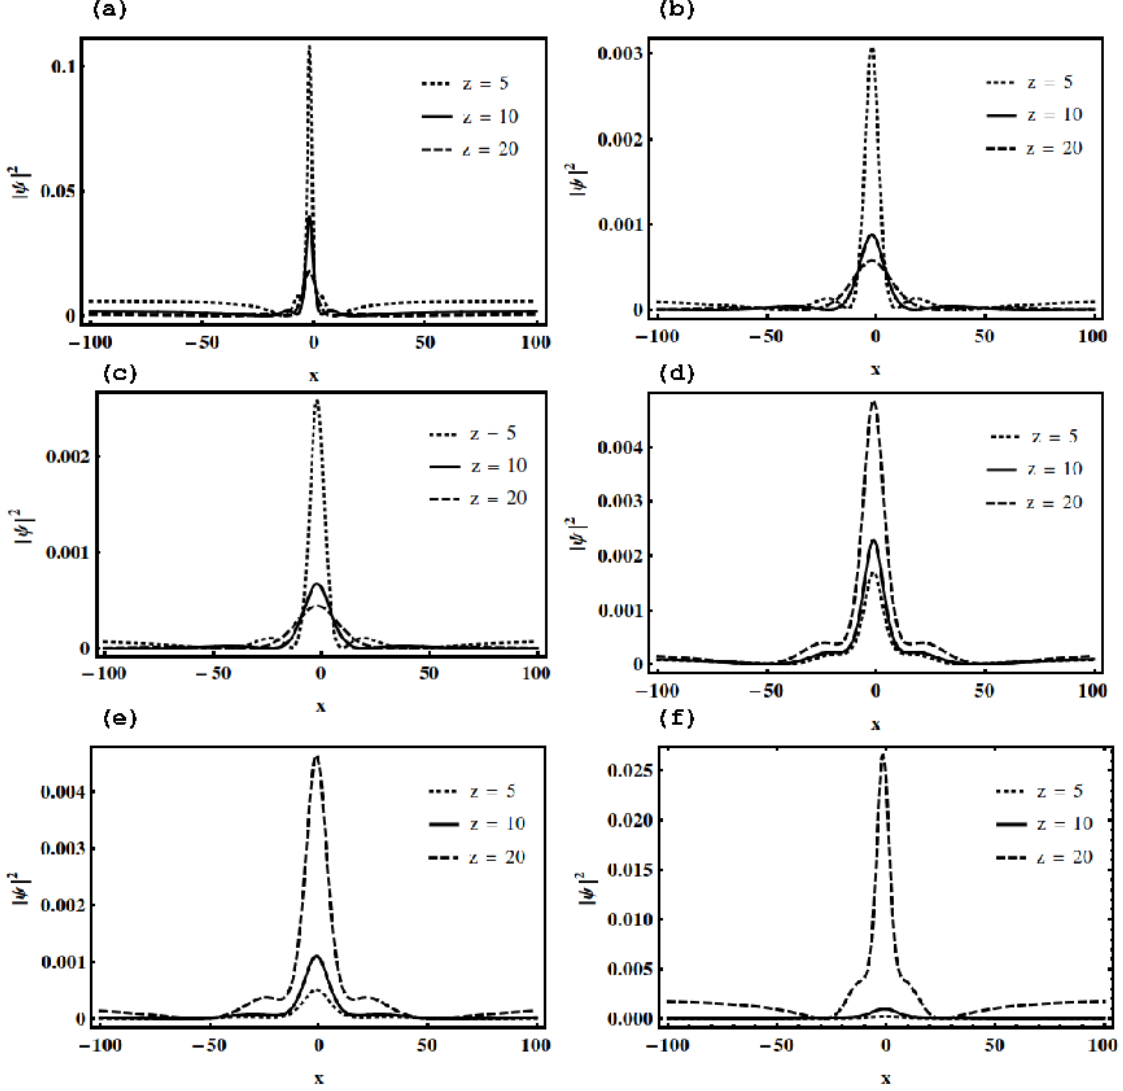 (a)
0.1
0.05
0
|ψ|²
z = 5
z = 10
z = 20
−100 −50 0 50 100
x
(b)
0.003
0.002
0.001
0
|ψ|²
z = 5
z = 10
z = 20
−100 −50 0 50 100
x
(c)
0.002
0.001
0
|ψ|²
z − 5
z = 10
z = 20
−100 −50 0 50 100
x
(d)
0.004
0.003
0.002
0.001
0
|ψ|²
z = 5
z = 10
z = 20
−100 −50 0 50 100
x
(e)
0.004
0.003
0.002
0.001
0
|ψ|²
z = 5
z = 10
z = 20
−100 −50 0 50 100
x
(f)
0.025
0.020
0.015
0.010
0.005
0.000
|ψ|²
z = 5
z = 10
z = 20
−100 −50 0 50 100
x